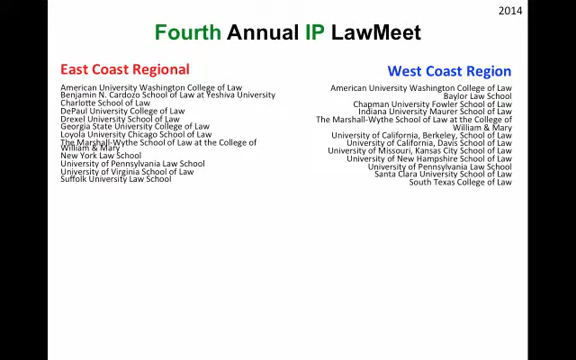 2014
Fourth Annual IP LawMeet
East Coast Regional
American University Washington College of Law
Benjamin N. Cardozo School of Law at Yeshiva University
Charlotte School of Law
DePaul University College of Law
Drexel University School of Law
Georgia State University College of Law
Loyola University Chicago School of Law
The Marshall-Wythe School of Law at the College of
William & Mary
New York Law School
University of Pennsylvania Law School
University of Virginia School of Law
Suffolk University Law School
West Coast Region
American University Washington College of Law
Baylor Law School
Chapman University Fowler School of Law
Indiana University Maurer School of Law
The Marshall-Wythe School of Law at the College of
William & Mary
University of California, Berkeley, School of Law
University of California, Davis School of Law
University of Missouri, Kansas City School of Law
University of New Hampshire School of Law
University of Pennsylvania Law School
Santa Clara University School of Law
South Texas College of Law